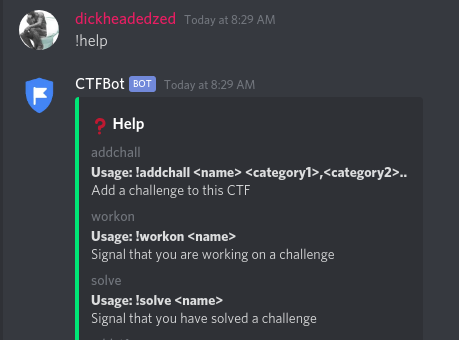 dickheadedzed Today at 8:29 AM
!help
CTFBot BOT Today at 8:29 AM
❓ Help
addchall
Usage: !addchall <name> <category1>,<category2>..
Add a challenge to this CTF
workon
Usage: !workon <name>
Signal that you are working on a challenge
solve
Usage: !solve <name>
Signal that you have solved a challenge